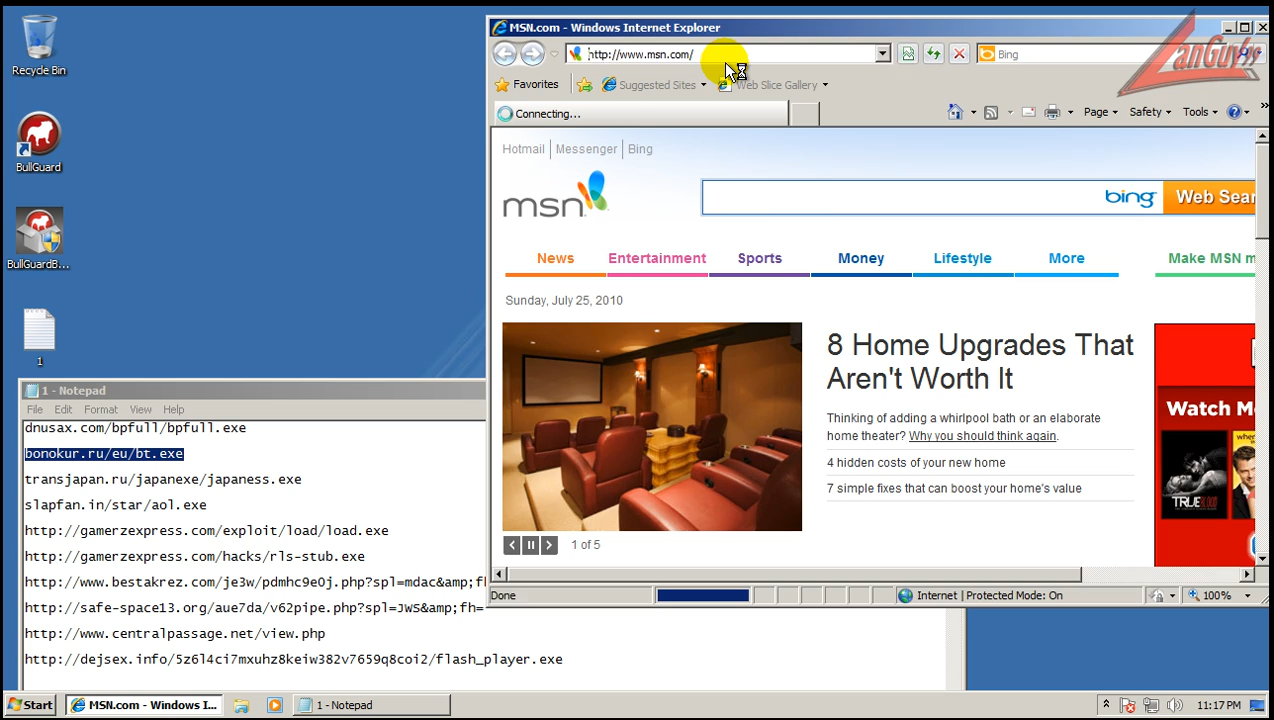 Recycle Bin
BullGuard
BullGuardB...
1
MSN.com - Windows Internet Explorer
http://www.msn.com/
Bing
LanGuy
Favorites
Suggested Sites
Web Slice Gallery
Connecting...
Page
Safety
Tools
»
Hotmail
Messenger
Bing
msn
bing
Web Sear
News
Entertainment
Sports
Money
Lifestyle
More
Make MSN m
Sunday, July 25, 2010
8 Home Upgrades That
Aren't Worth It
Thinking of adding a whirlpool bath or an elaborate
home theater? Why you should think again.
4 hidden costs of your new home
7 simple fixes that can boost your home's value
1 of 5
Watch M
TRUE BLOOD
when
Done
Internet | Protected Mode: On
100%
1 - Notepad
File
Edit
Format
View
Help
dnusax.com/bpfull/bpfull.exe
bonokur.ru/eu/bt.exe
transjapan.ru/japanexe/japaness.exe
slapfan.in/star/aol.exe
http://gamerzexpress.com/exploit/load/load.exe
http://gamerzexpress.com/hacks/rls-stub.exe
http://www.bestakrez.com/je3w/pdmhc9e0j.php?spl=mdac&amp;fh
http://safe-space13.org/aue7da/v62pipe.php?spl=JWS&amp;fh=
http://www.centralpassage.net/view.php
http://dejsex.info/5z6l4ci7mxuhz8keiw382v7659q8coi2/flash_player.exe
Start
MSN.com - Windows I...
1 - Notepad
11:17 PM